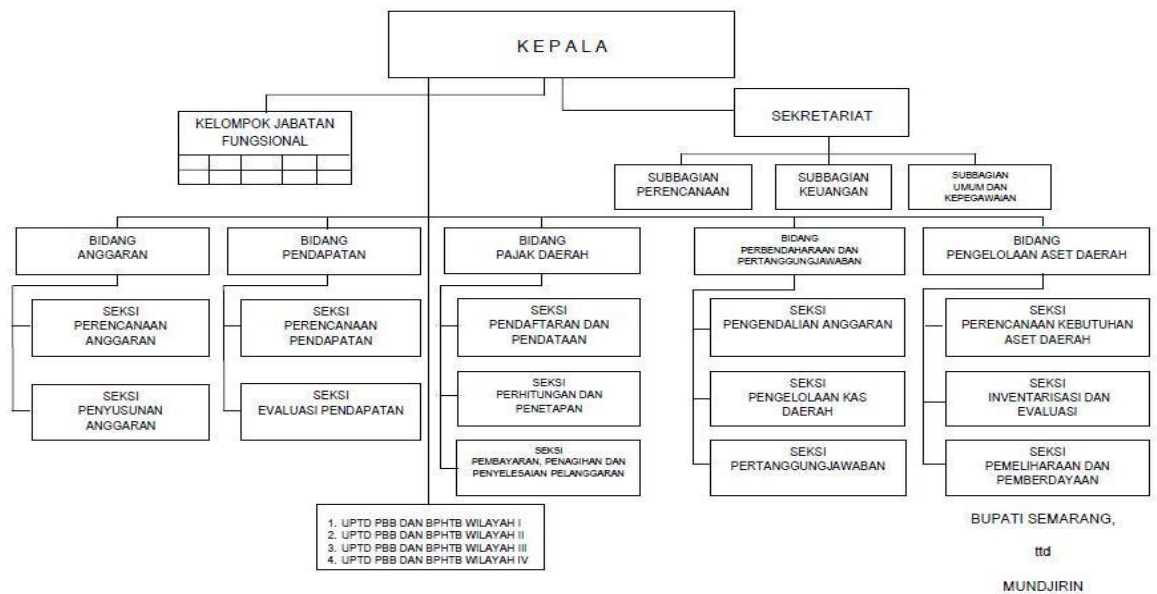 KEPALA
KELOMPOK JABATAN
FUNGSIONAL
SEKRETARIAT
SUBBAGIAN
PERENCANAAN
SUBBAGIAN
KEUANGAN
SUBBAGIAN
UMUM DAN
KEPEGAWAIAN
BIDANG
ANGGARAN
BIDANG
PENDAPATAN
BIDANG
PAJAK DAERAH
BIDANG
PERBENDAHARAAN DAN
PERTANGGUNGJAWABAN
BIDANG
PENGELOLAAN ASET DAERAH
SEKSI
PERENCANAAN
ANGGARAN
SEKSI
PERENCANAAN
PENDAPATAN
SEKSI
PENDAFTARAN DAN
PENDATAAN
SEKSI
PENGENDALIAN ANGGARAN
SEKSI
PERENCANAAN KEBUTUHAN
ASET DAERAH
SEKSI
PENYUSUNAN
ANGGARAN
SEKSI
EVALUASI PENDAPATAN
SEKSI
PERHITUNGAN DAN
PENETAPAN
SEKSI
PENGELOLAAN KAS
DAERAH
SEKSI
INVENTARISASI DAN
EVALUASI
SEKSI
PEMBAYARAN, PENAGIHAN DAN
PENYELESAIAN PELANGGARAN
SEKSI
PERTANGGUNGJAWABAN
SEKSI
PEMELIHARAAN DAN
PEMBERDAYAAN
1. UPTD PBB DAN BPHTB WILAYAH I
2. UPTD PBB DAN BPHTB WILAYAH II
3. UPTD PBB DAN BPHTB WILAYAH III
4. UPTD PBB DAN BPHTB WILAYAH IV
BUPATI SEMARANG,
ttd
MUNDJIRIN